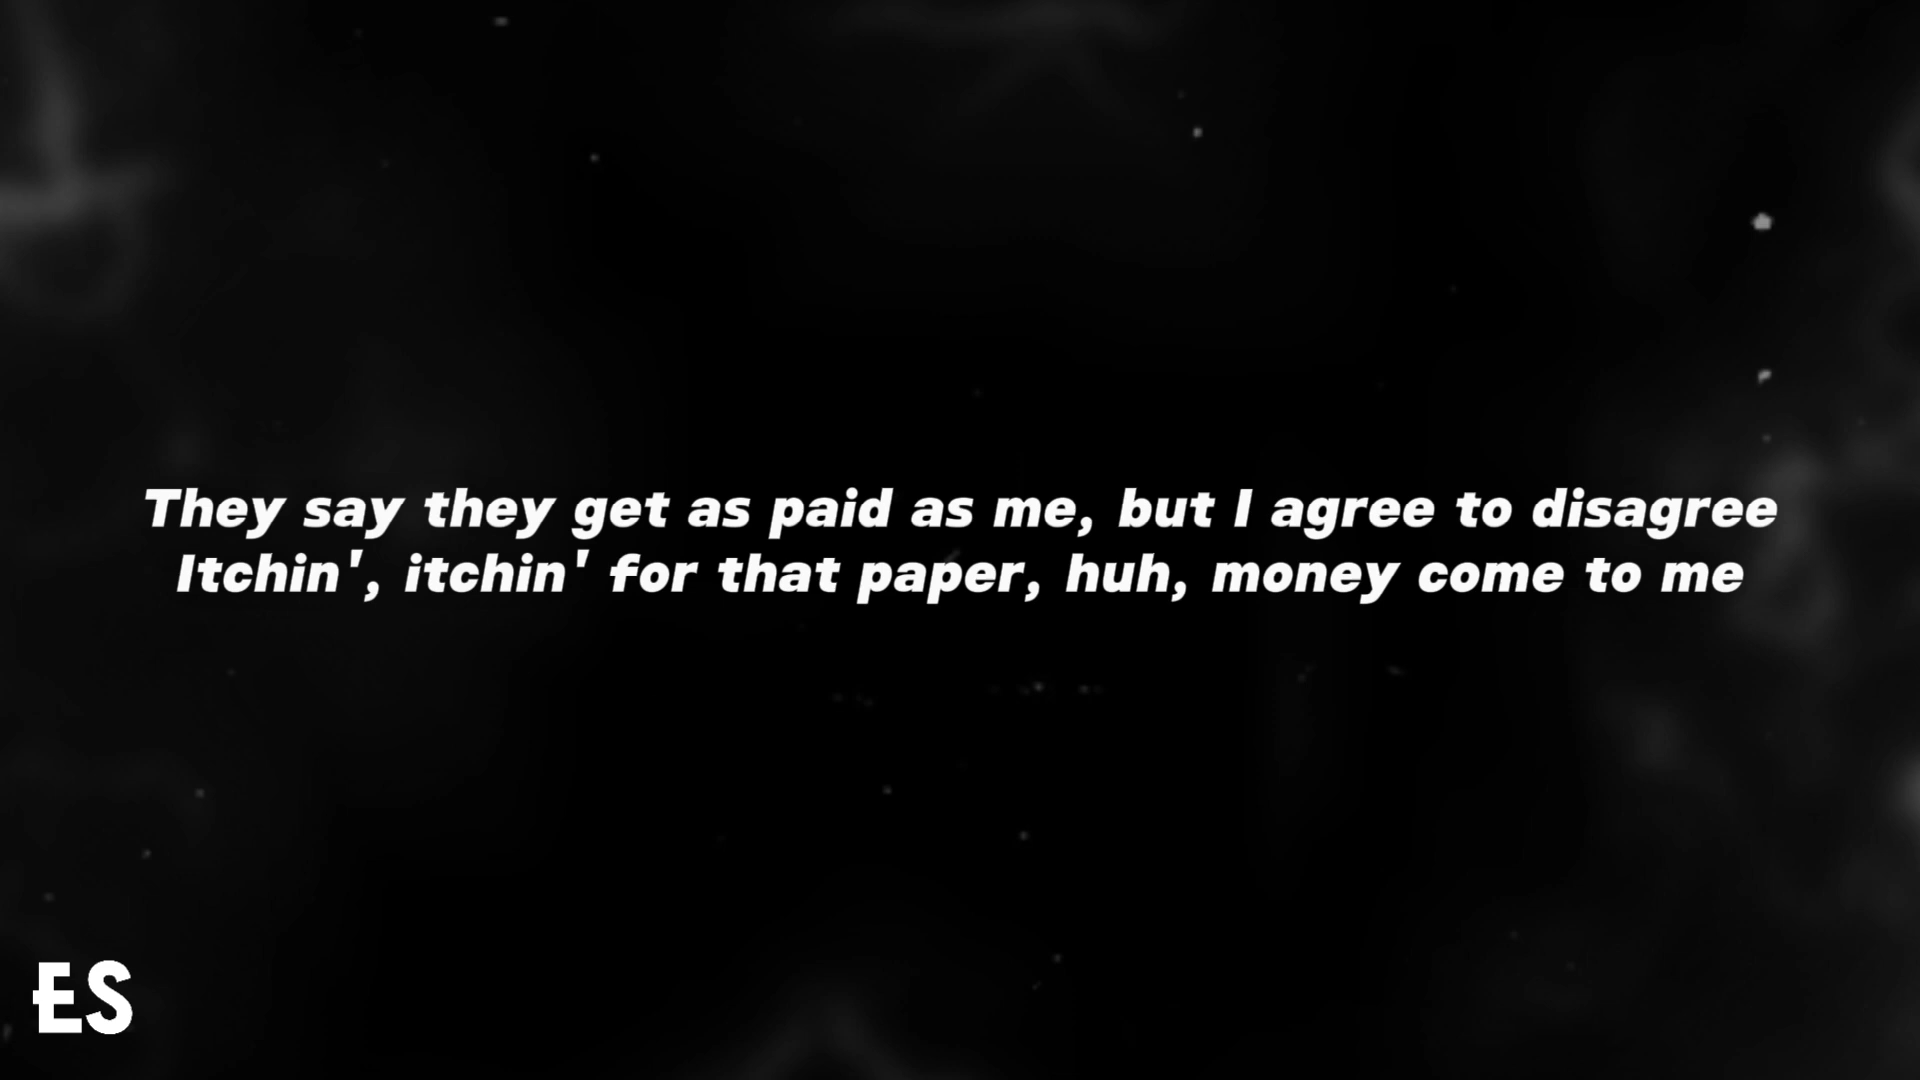 They say they get as paid as me, but I agree to disagree
Itchin', itchin' for that paper, huh, money come to me
ES